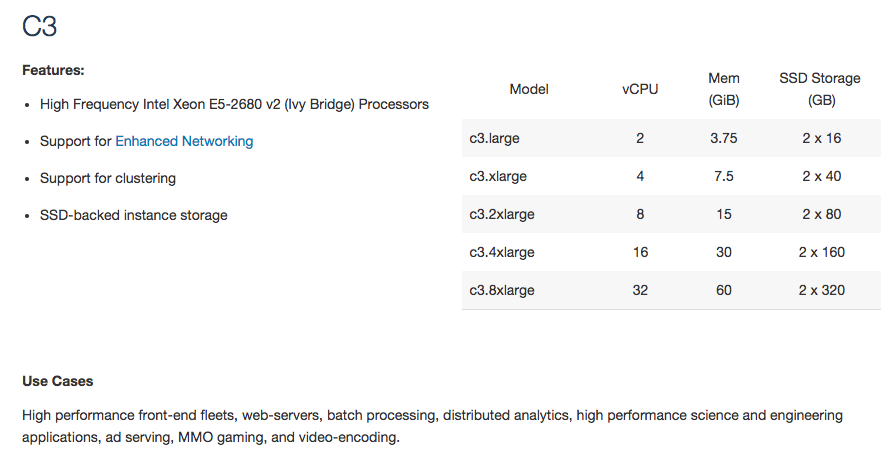 C3
Features:
• High Frequency Intel Xeon E5-2680 v2 (Ivy Bridge) Processors
• Support for Enhanced Networking
• Support for clustering
• SSD-backed instance storage
Model vCPU Mem (GiB) SSD Storage (GB)
c3.large 2 3.75 2 x 16
c3.xlarge 4 7.5 2 x 40
c3.2xlarge 8 15 2 x 80
c3.4xlarge 16 30 2 x 160
c3.8xlarge 32 60 2 x 320
Use Cases
High performance front-end fleets, web-servers, batch processing, distributed analytics, high performance science and engineering
applications, ad serving, MMO gaming, and video-encoding.